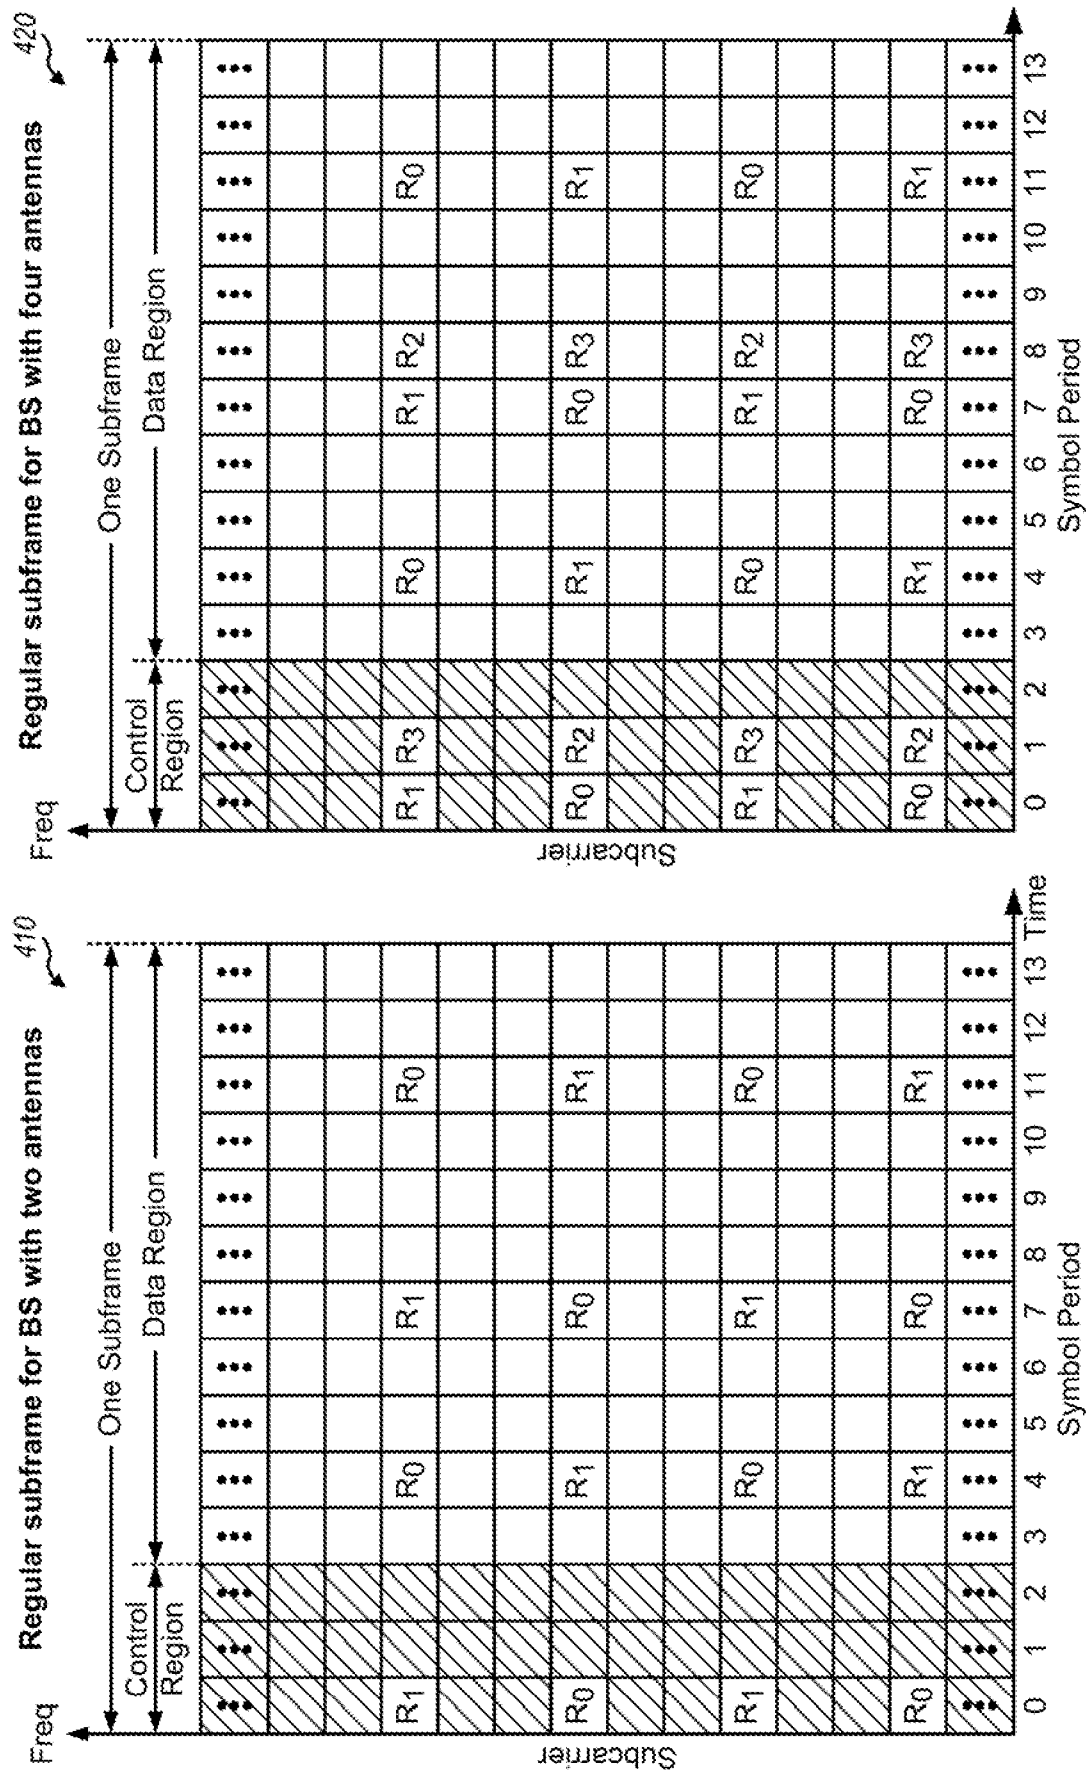 Regular subframe for BS with two antennas
410
Freq
One Subframe
Control
Region
Data Region
Subcarrier
••• ••• ••• ••• ••• ••• ••• ••• ••• ••• ••• ••• ••• •••
R1 R0 R1 R0
R0 R1 R0 R1
R1 R0 R1 R0
R0 R1 R0 R1
••• ••• ••• ••• ••• ••• ••• ••• ••• ••• ••• ••• ••• •••
0 1 2 3 4 5 6 7 8 9 10 11 12 13 Time
Symbol Period
Regular subframe for BS with four antennas
420
Freq
One Subframe
Control
Region
Data Region
Subcarrier
••• ••• ••• ••• ••• ••• ••• ••• ••• ••• ••• ••• ••• •••
R1 R3 R0 R1 R2 R0
R0 R2 R1 R0 R3 R1
R1 R3 R0 R1 R2 R0
R0 R2 R1 R0 R3 R1
••• ••• ••• ••• ••• ••• ••• ••• ••• ••• ••• ••• ••• •••
0 1 2 3 4 5 6 7 8 9 10 11 12 13
Symbol Period